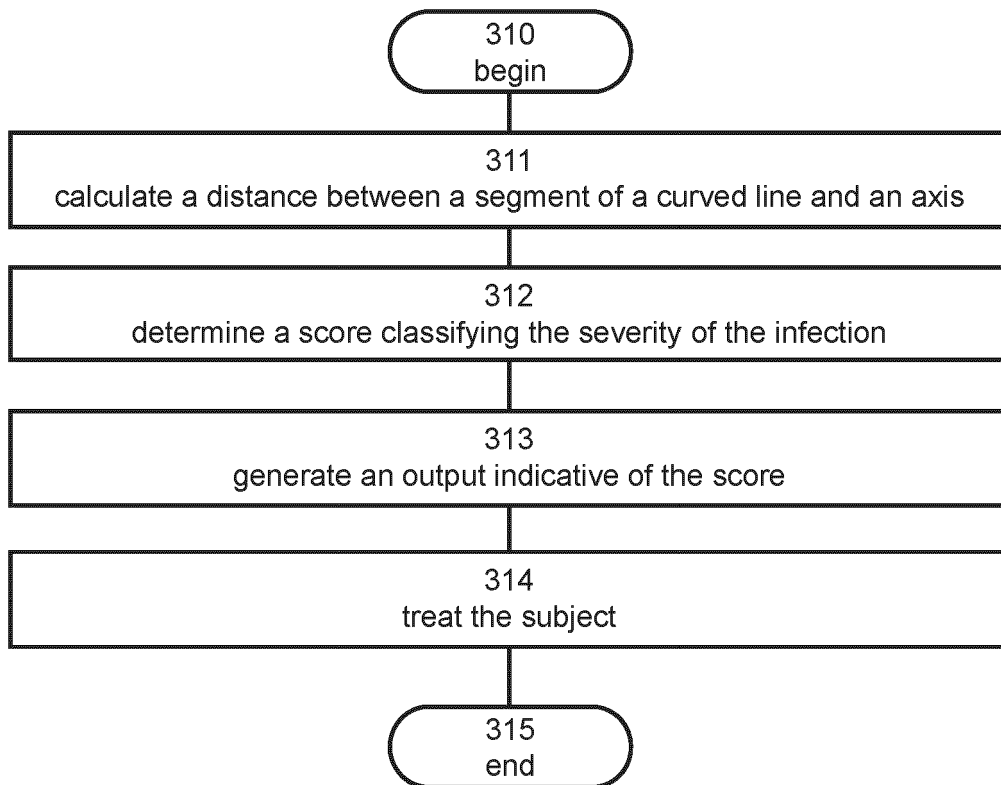 310
begin
311
calculate a distance between a segment of a curved line and an axis
312
determine a score classifying the severity of the infection
313
generate an output indicative of the score
314
treat the subject
315
end